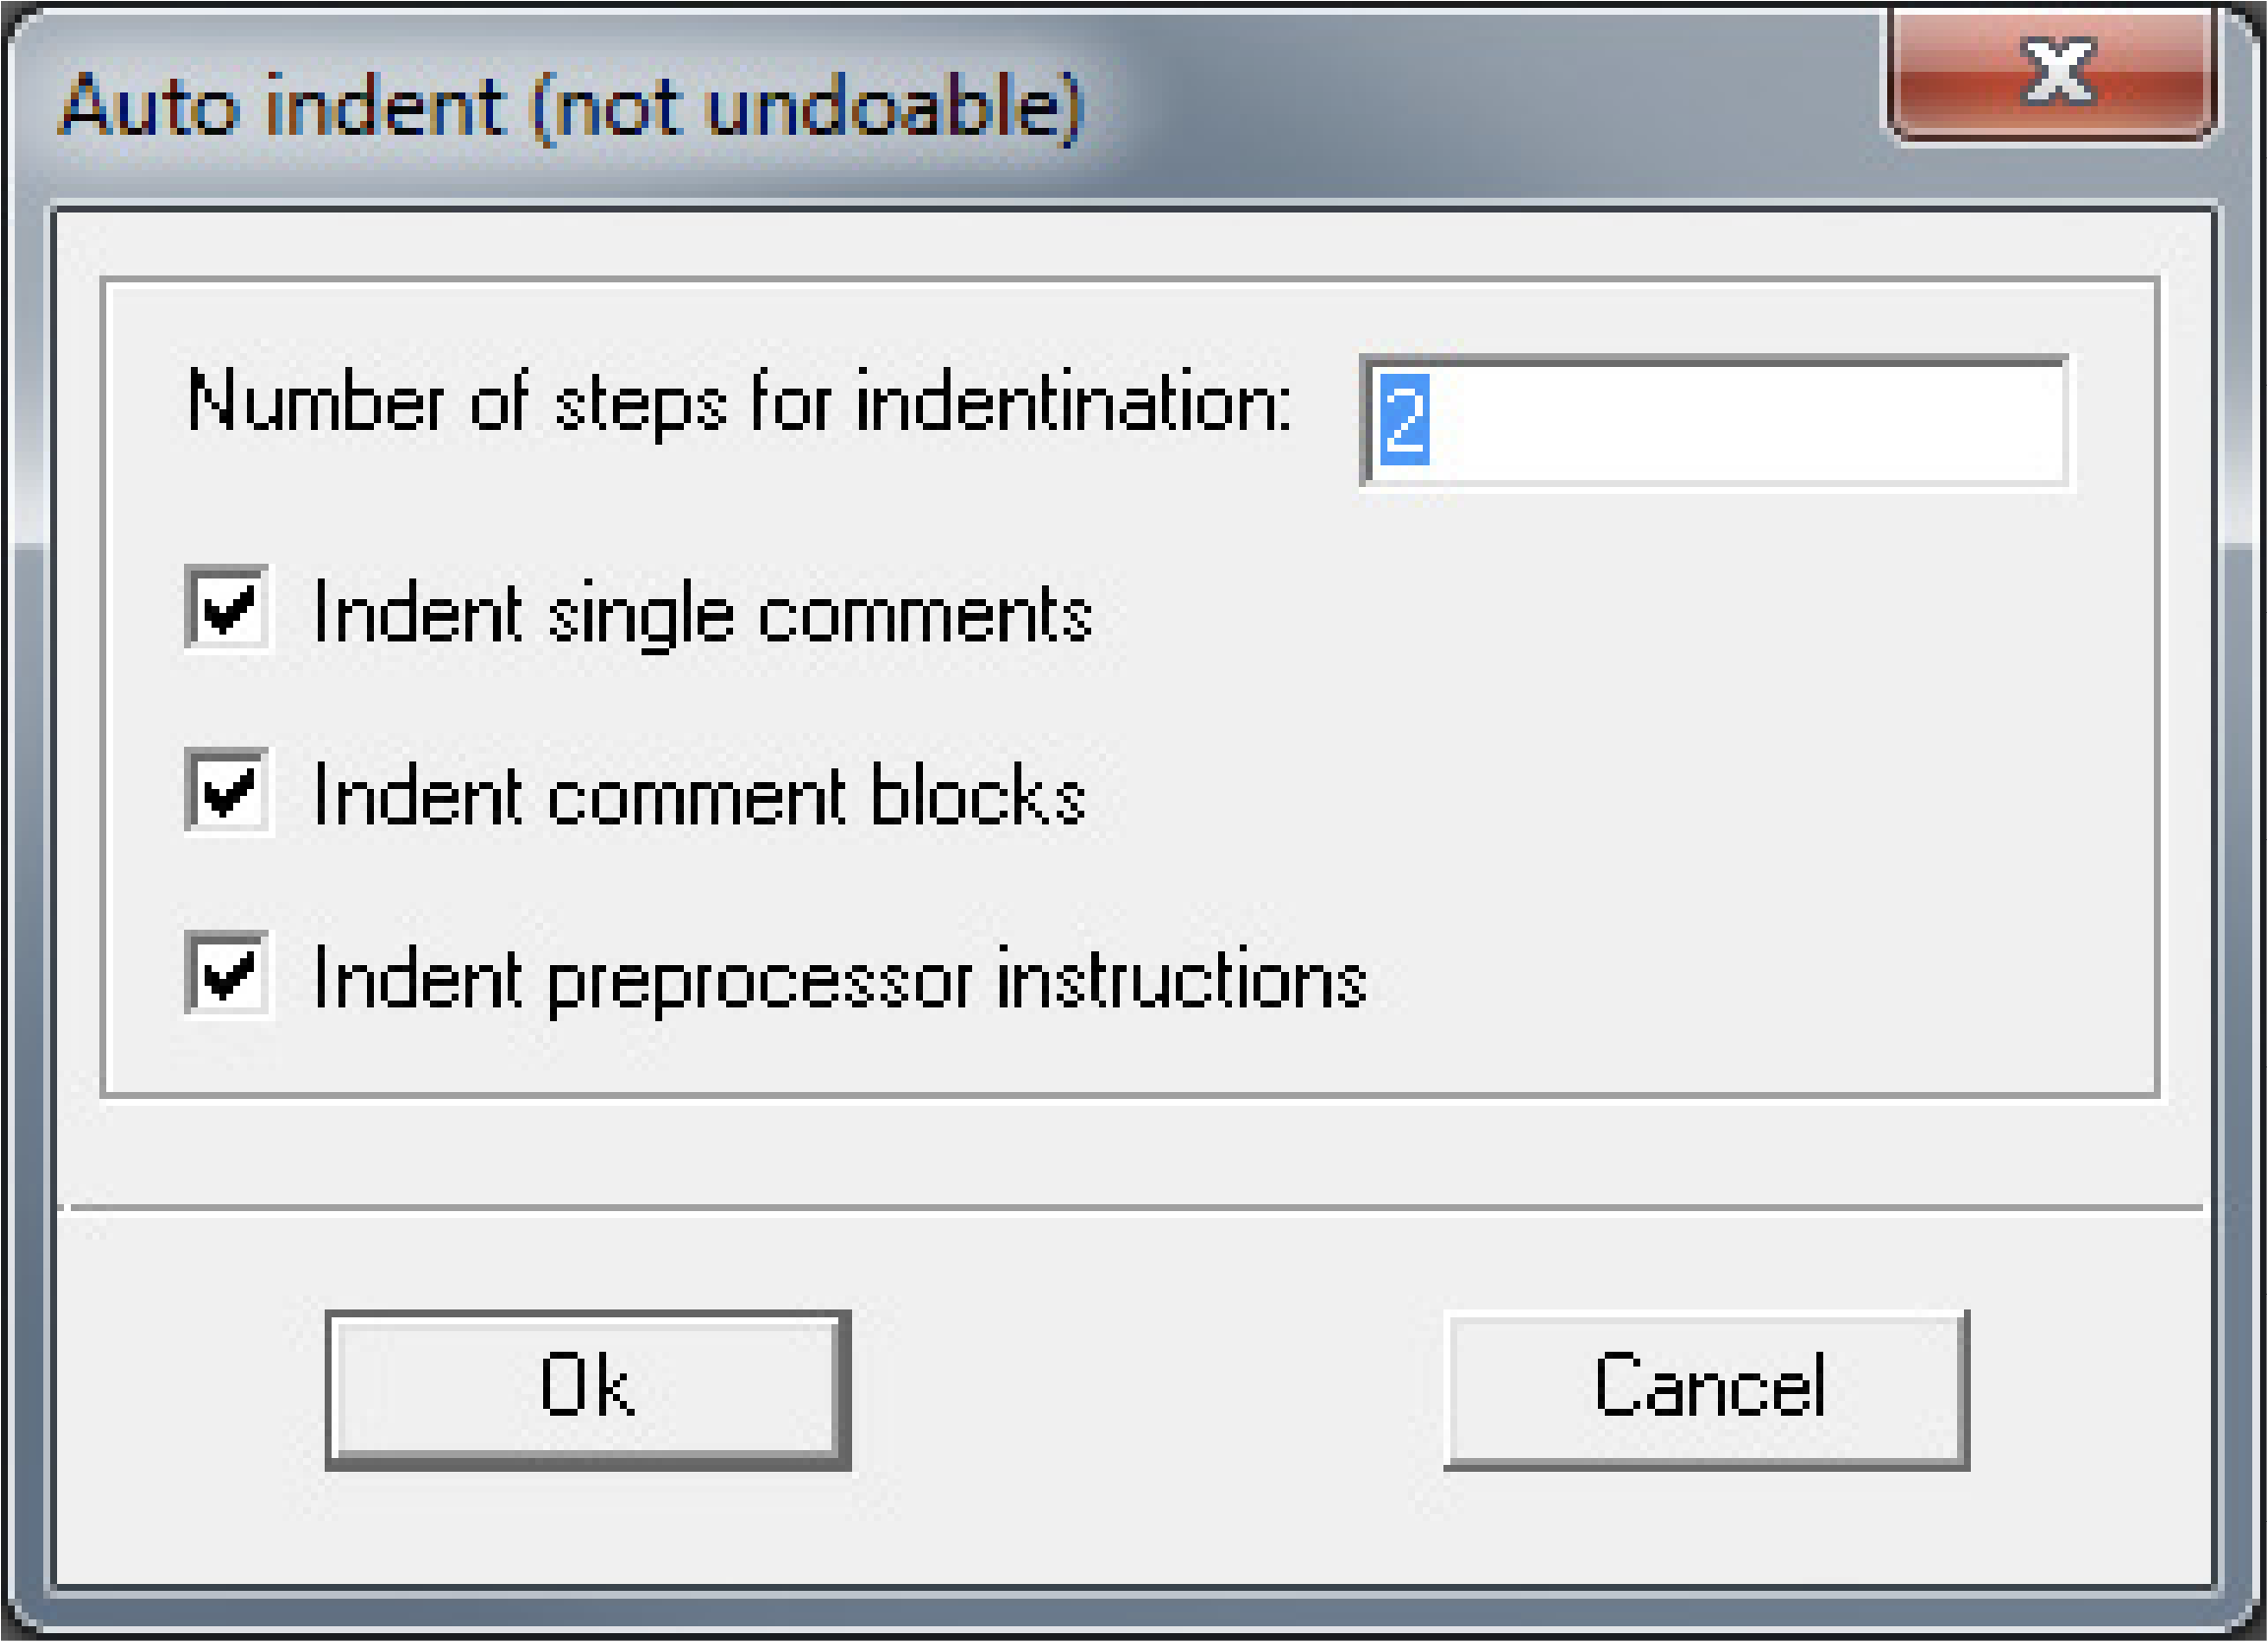 Auto indent (not undoable)
Number of steps for indentination: 2
Indent single comments
Indent comment blocks
Indent preprocessor instructions
Ok Cancel